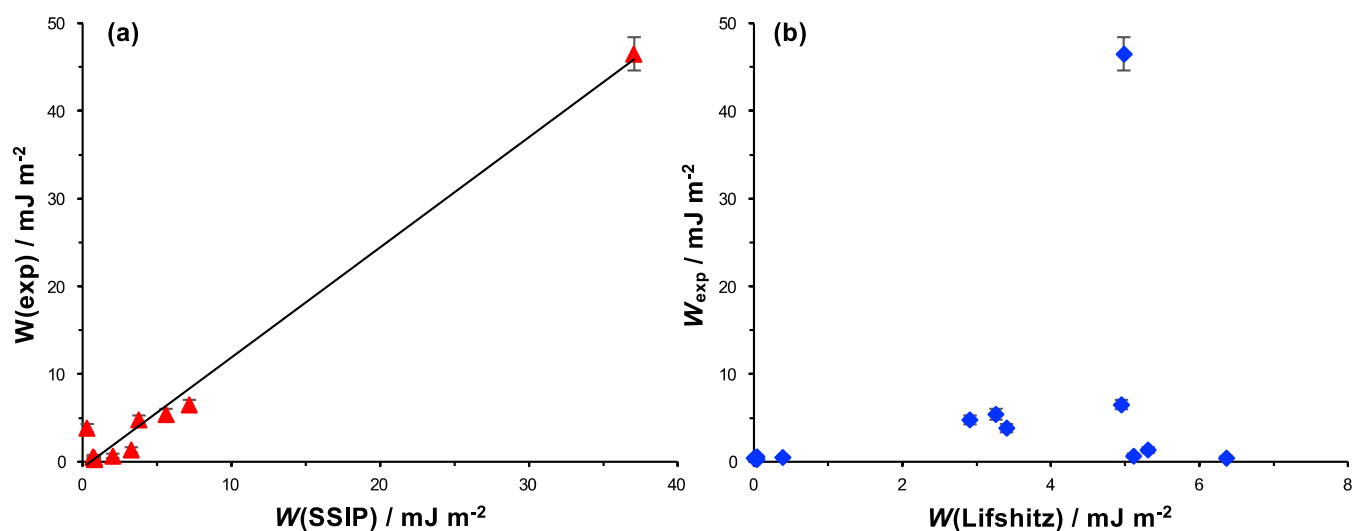 (a)
50
40
30
20
10
0
W(exp) / mJ m⁻²
0 10 20 30 40
W(SSIP) / mJ m⁻²
(b)
50
40
30
20
10
0
Wexp / mJ m⁻²
0 2 4 6 8
W(Lifshitz) / mJ m⁻²